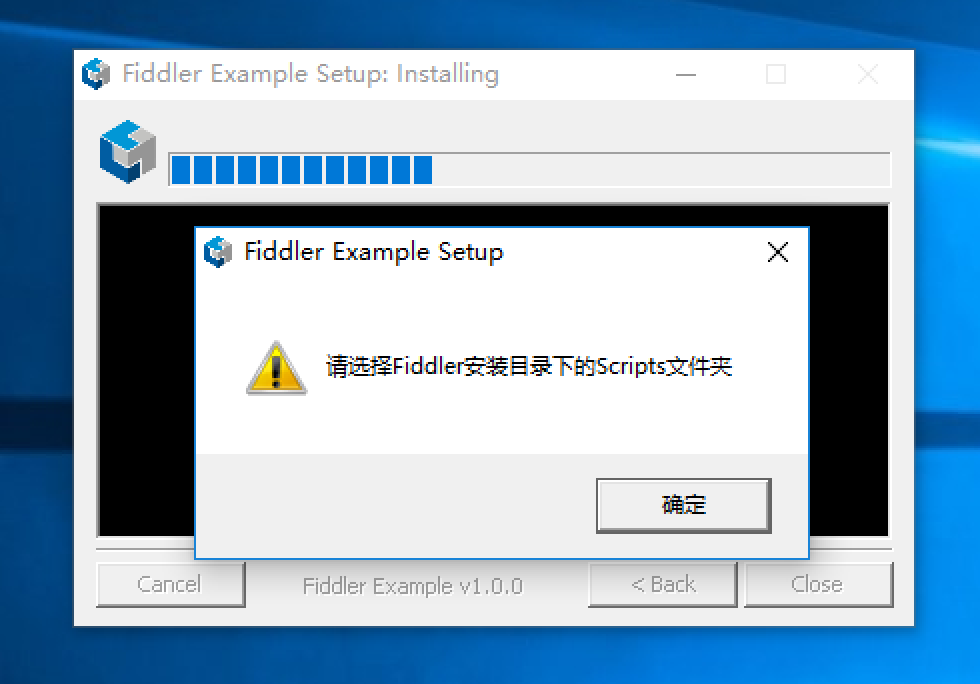 Fiddler Example Setup: Installing
Fiddler Example Setup
请选择Fiddler安装目录下的Scripts文件夹
确定
Cancel
Fiddler Example v1.0.0
< Back
Close